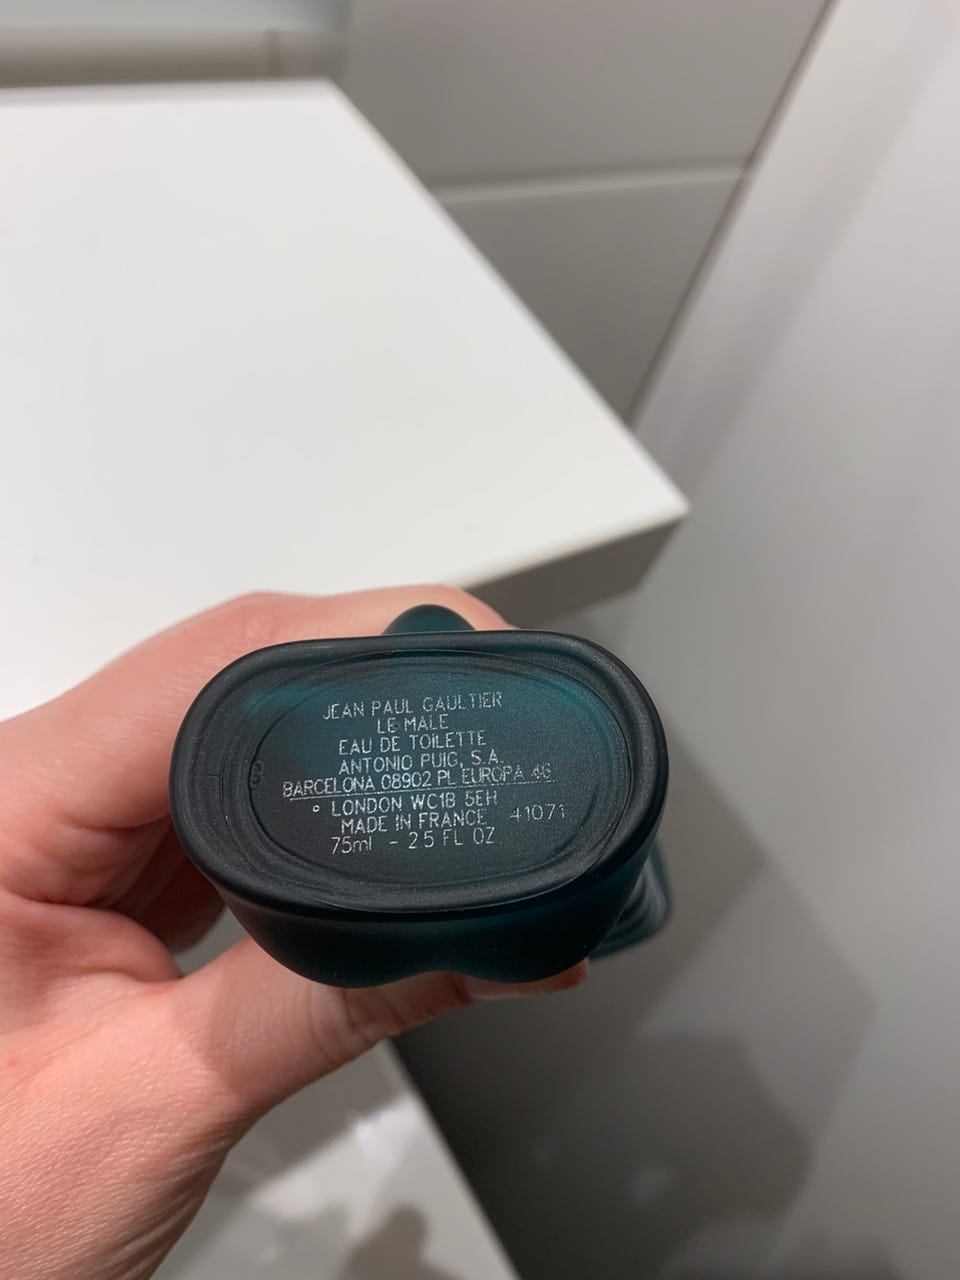 JEAN PAUL GAULTIER
LE MALE
EAU DE TOILETTE
ANTONIO PUIG, S.A.
BARCELONA 08902 PL EUROPA 46
LONDON WC1B 5EH
MADE IN FRANCE 41071
75ml - 2.5 FL OZ